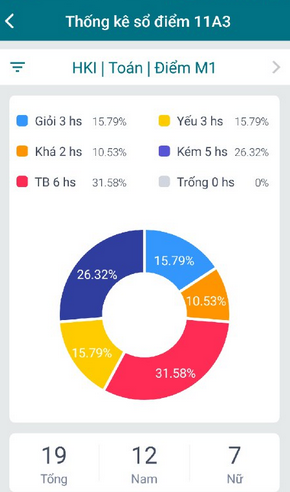 Thống kê sổ điểm 11A3
HKI | Toán | Điểm M1
Giỏi 3 hs 15.79% Yếu 3 hs 15.79%
Khá 2 hs 10.53% Kém 5 hs 26.32%
TB 6 hs 31.58% Trống 0 hs 0%
26.32% 15.79%
10.53%
15.79%
31.58%
19 12 7
Tổng Nam Nữ